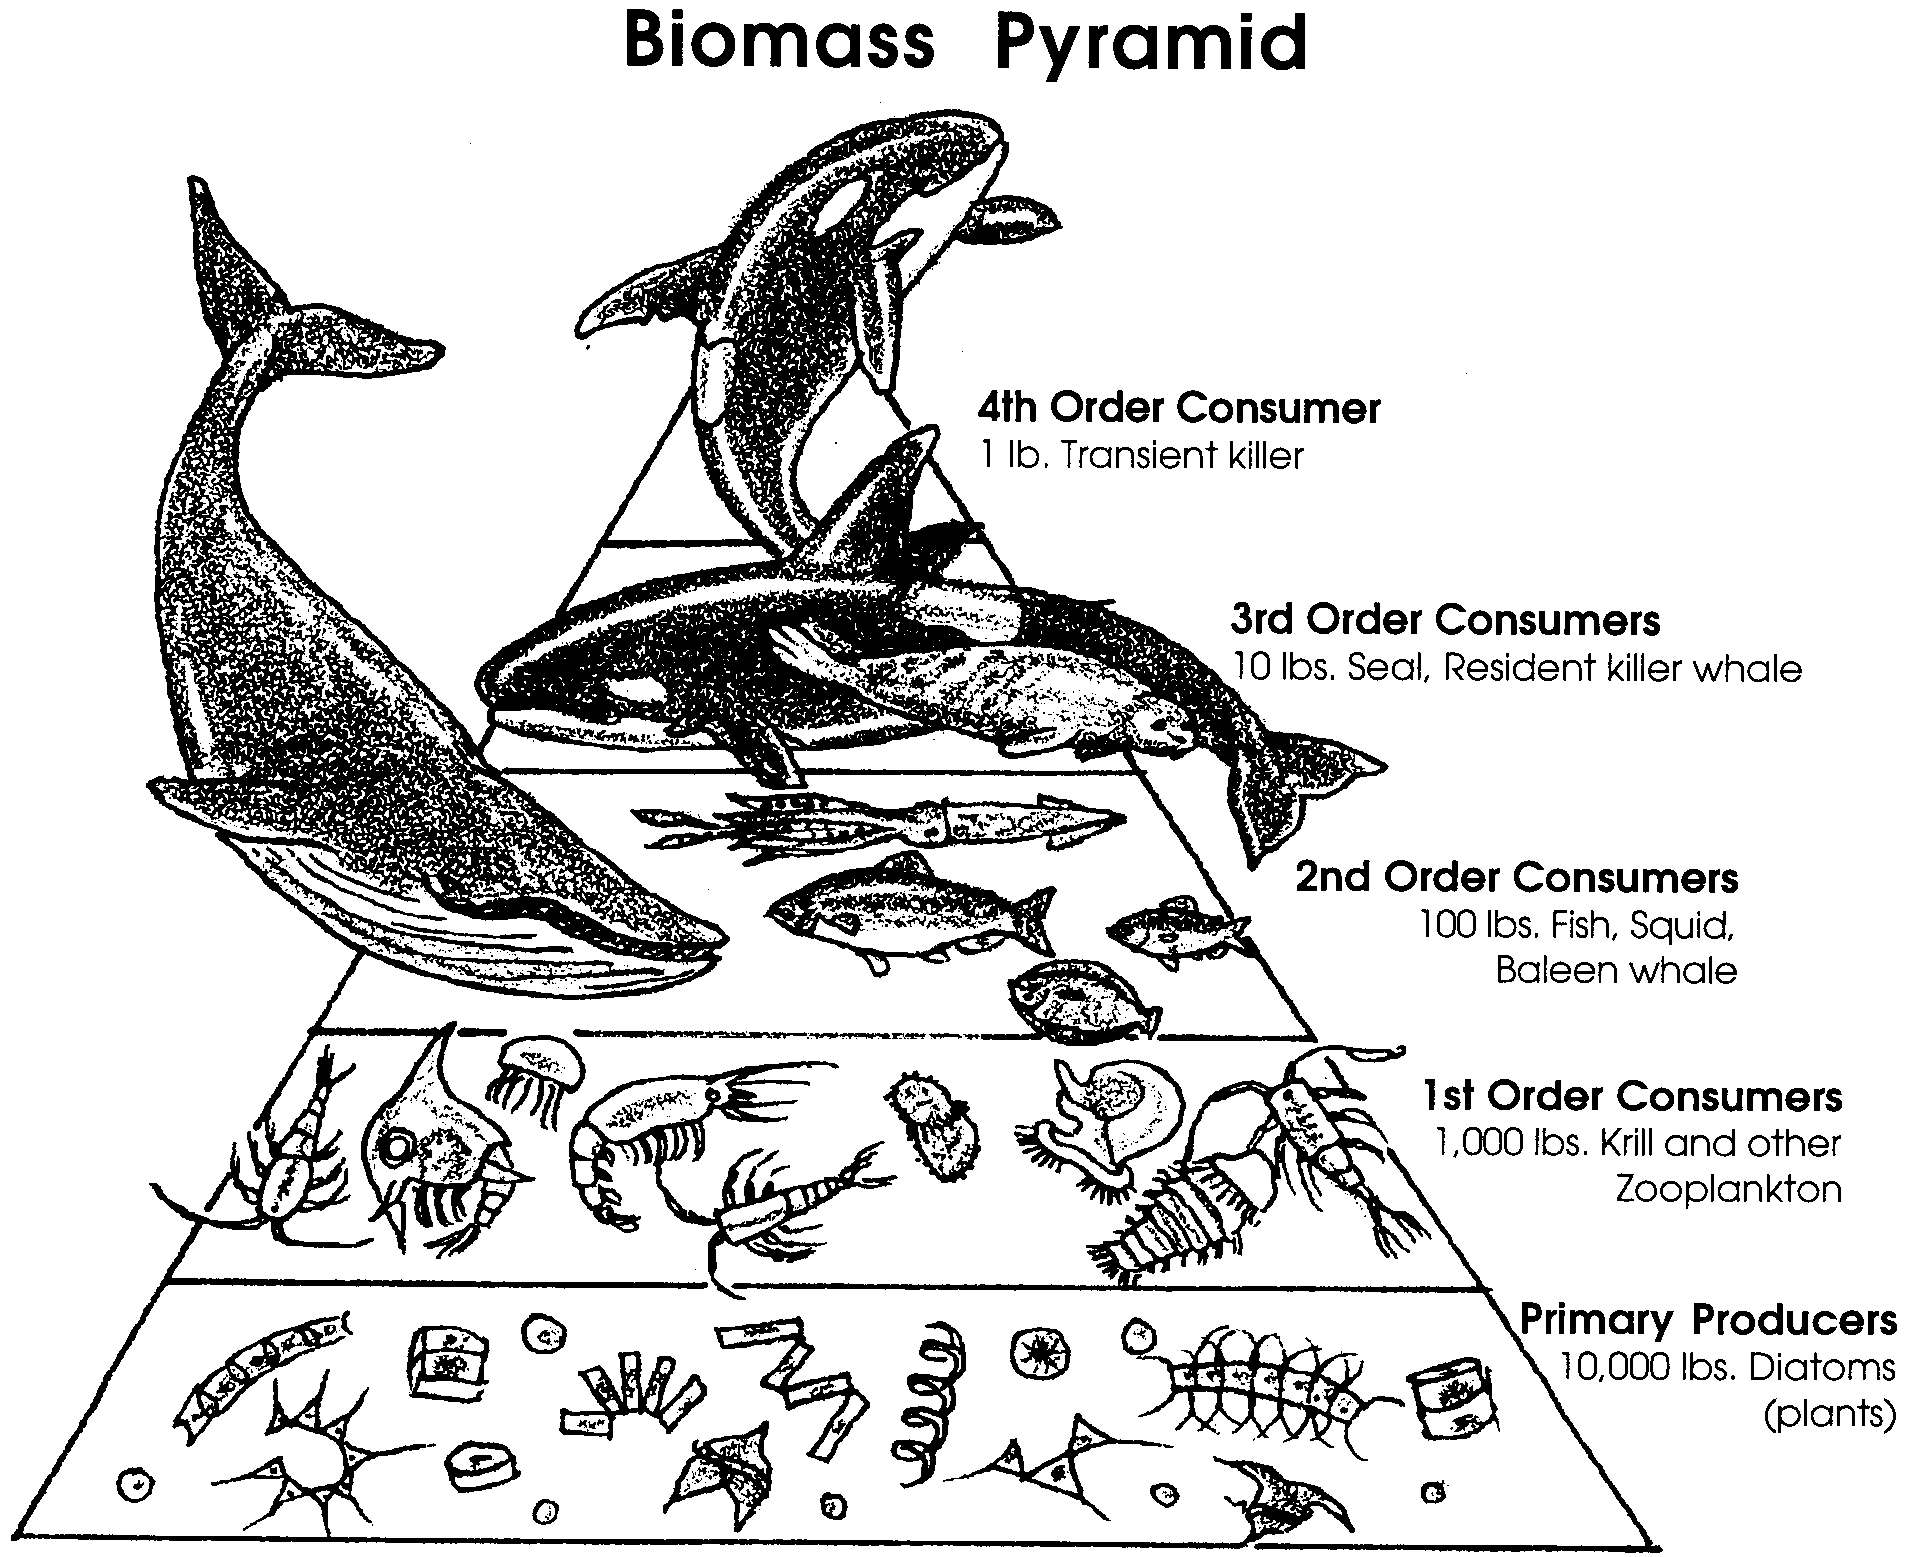 Biomass Pyramid
4th Order Consumer
1 lb. Transient killer
3rd Order Consumers
10 lbs. Seal, Resident killer whale
2nd Order Consumers
100 lbs. Fish, Squid,
Baleen whale
1st Order Consumers
1,000 lbs. Krill and other
Zooplankton
Primary Producers
10,000 lbs. Diatoms
(plants)